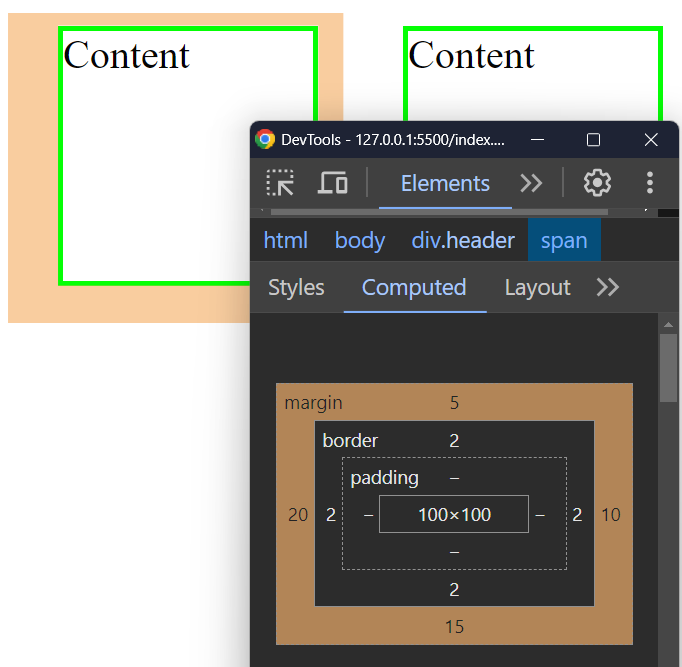 Content
Content
DevTools - 127.0.0.1:5500/index....
Elements
html body div.header span
Styles Computed Layout
margin 5
border 2
padding –
20 2 – 100×100 – 2 10
–
2
15